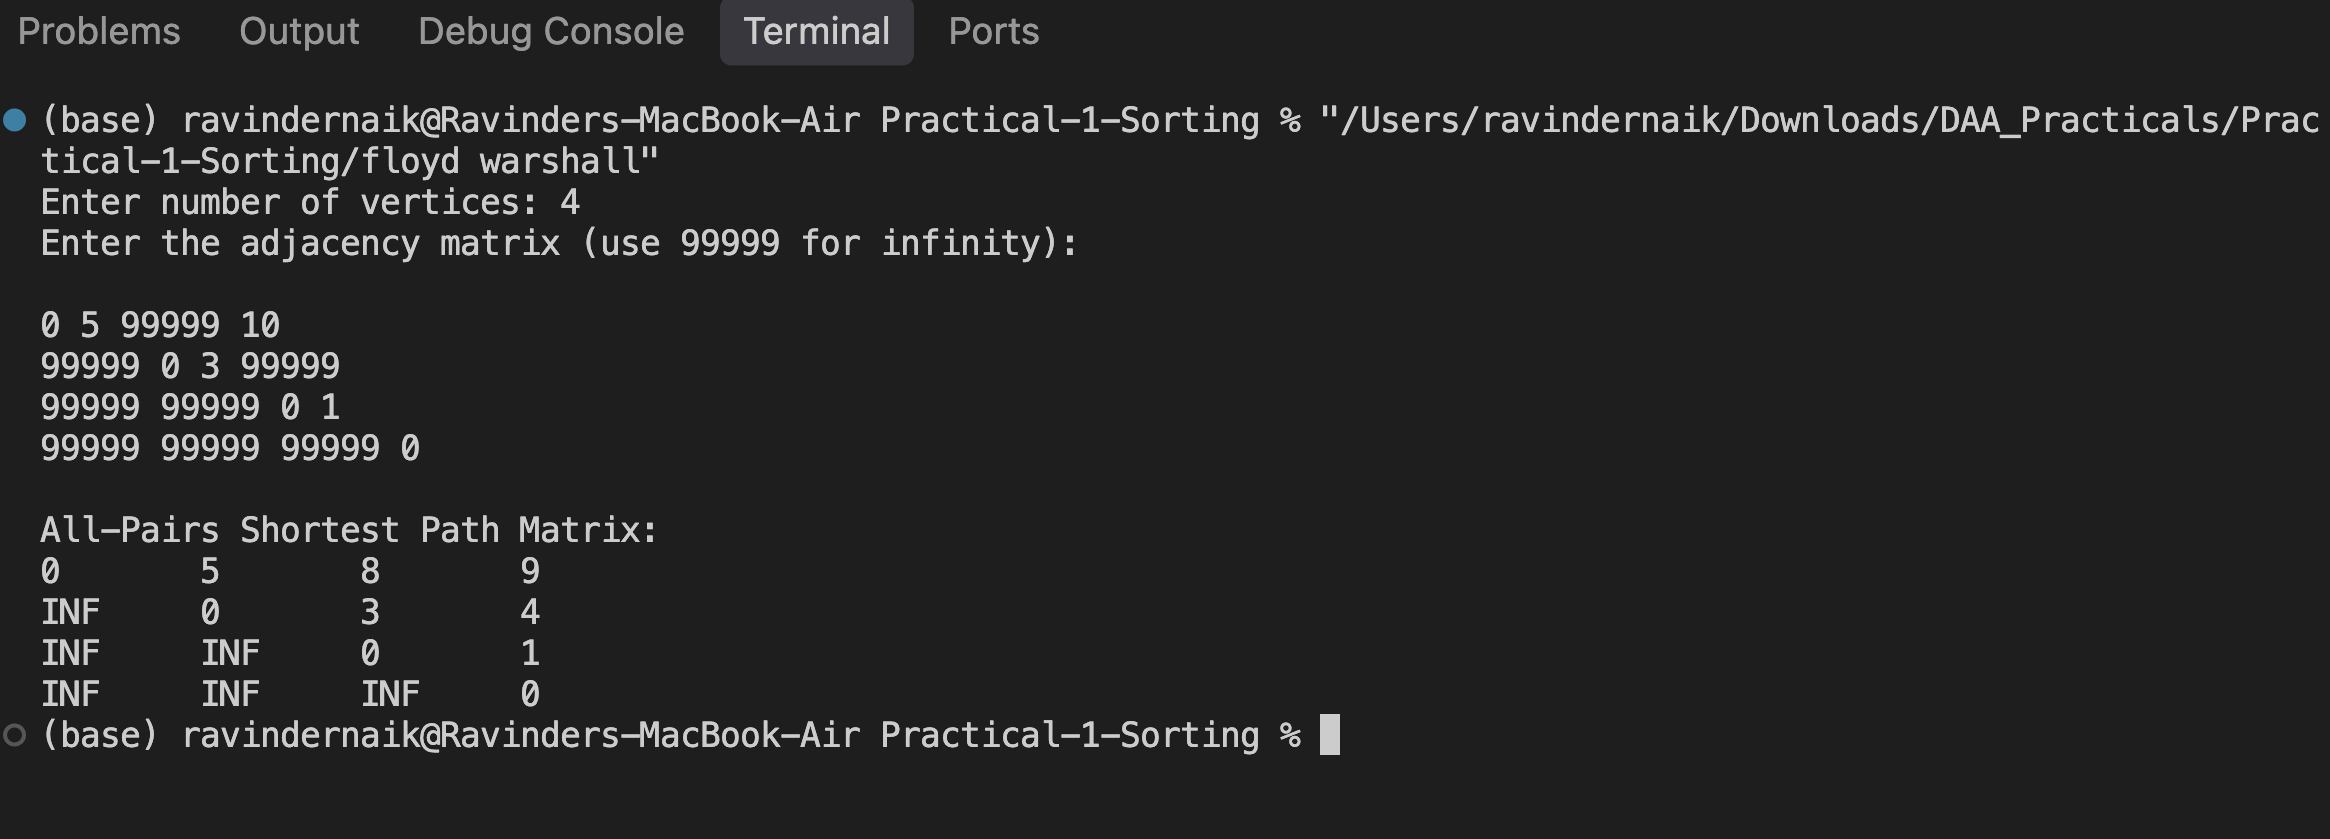 Problems Output Debug Console Terminal Ports
(base) ravindernaik@Ravinders-MacBook-Air Practical-1-Sorting % "/Users/ravindernaik/Downloads/DAA_Practicals/Prac
tical-1-Sorting/floyd warshall"
Enter number of vertices: 4
Enter the adjacency matrix (use 99999 for infinity):
0 5 99999 10
99999 0 3 99999
99999 99999 0 1
99999 99999 99999 0
All-Pairs Shortest Path Matrix:
0 5 8 9
INF 0 3 4
INF INF 0 1
INF INF INF 0
(base) ravindernaik@Ravinders-MacBook-Air Practical-1-Sorting %